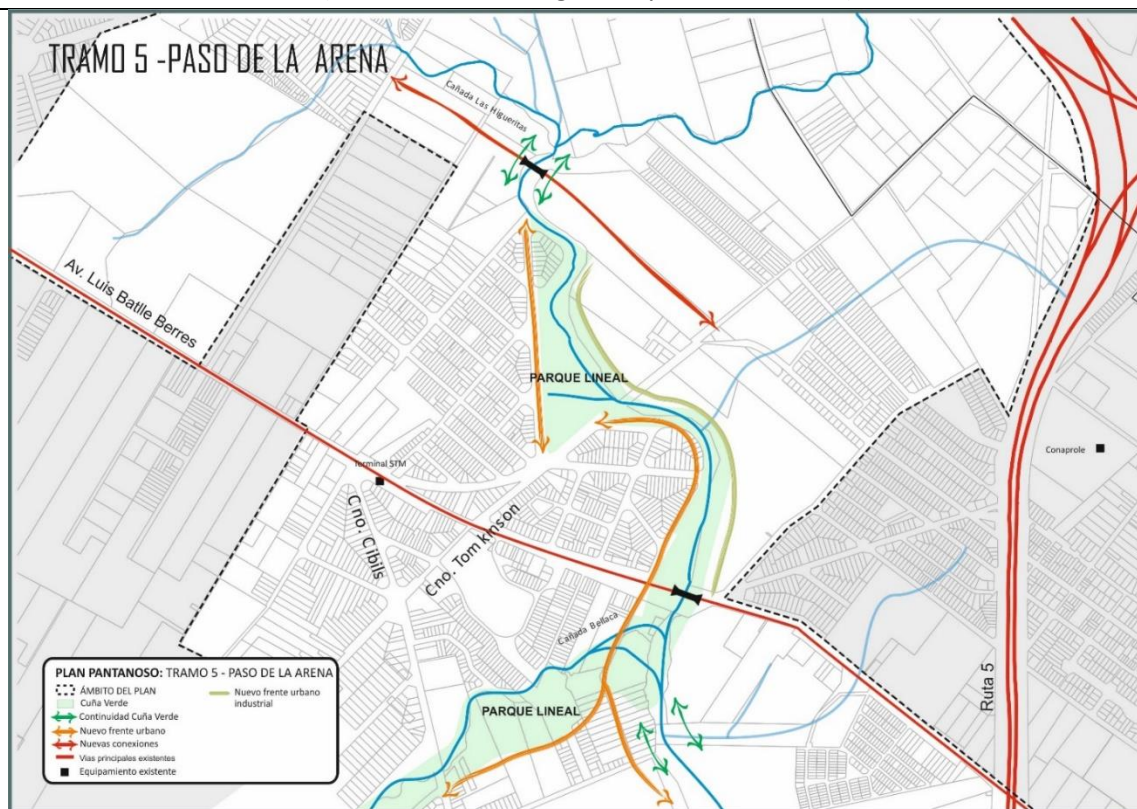 TRAMO 5 -PASO DE LA ARENA
Cañada Las Higueritas
Av. Luis Batlle Berres
PARQUE LINEAL
Terminal STM
Conaprole
Cno. Cibils
Cno. Tomkinson
Cañada Bellaca
Ruta 5
PARQUE LINEAL
PLAN PANTANOSO: TRAMO 5 - PASO DE LA ARENA
ÁMBITO DEL PLAN
Cuña Verde
Continuidad Cuña Verde
Nuevo frente urbano
Nuevas conexiones
Vias principales existentes
Equipamiento existente
Nuevo frente urbano
industrial